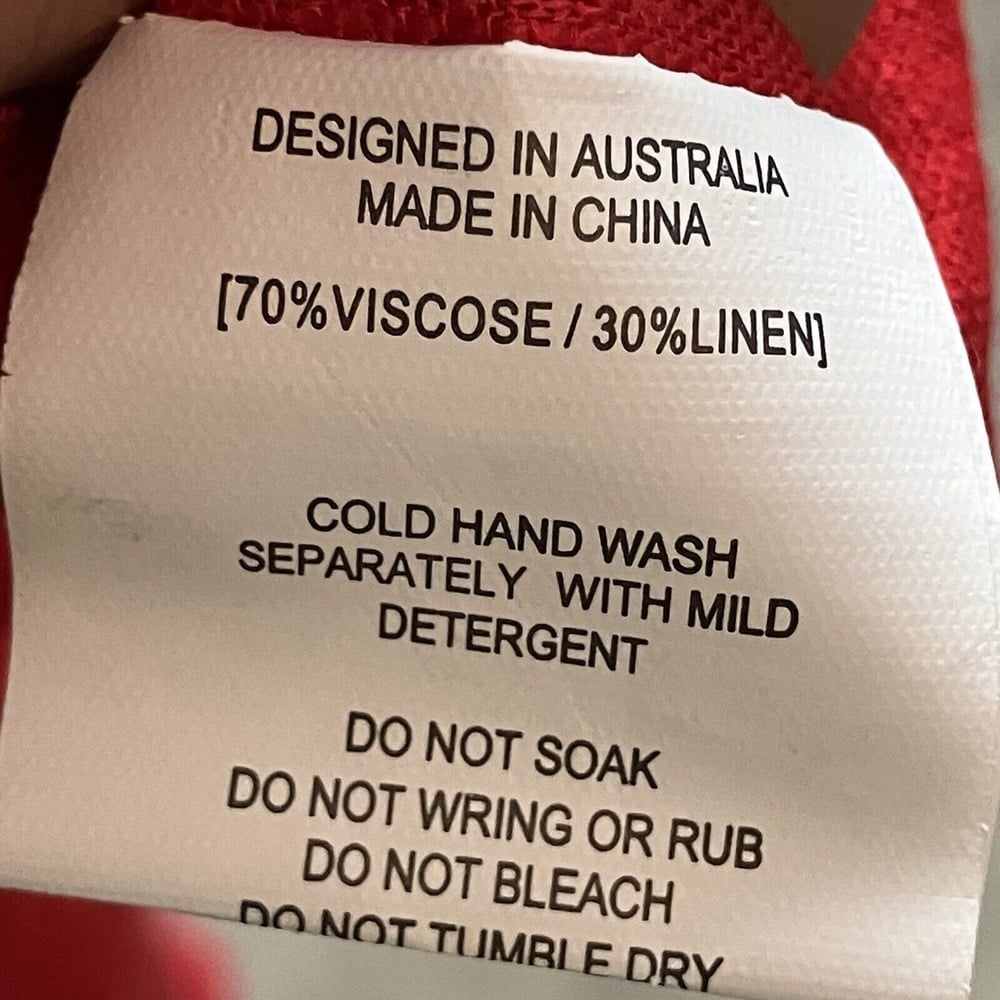 DESIGNED IN AUSTRALIA
MADE IN CHINA
[70%VISCOSE / 30%LINEN]
COLD HAND WASH
SEPARATELY WITH MILD
DETERGENT
DO NOT SOAK
DO NOT WRING OR RUB
DO NOT BLEACH
DO NOT TUMBLE DRY